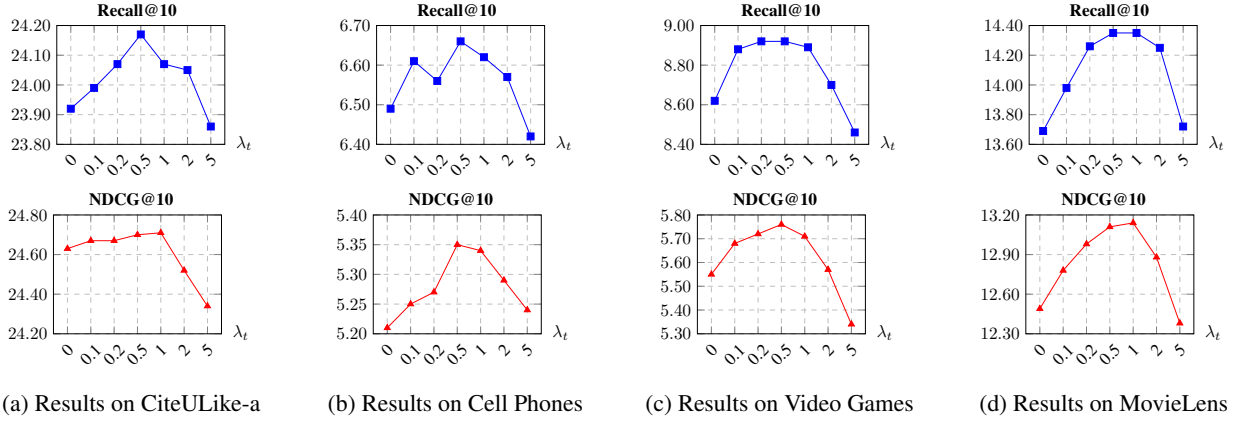 Recall@10
24.20
24.10
24.00
23.90
23.80
0 0.1 0.2 0.5 1 2 5 λt
Recall@10
6.70
6.60
6.50
6.40
0 0.1 0.2 0.5 1 2 5 λt
Recall@10
9.00
8.80
8.60
8.40
0 0.1 0.2 0.5 1 2 5 λt
Recall@10
14.40
14.20
14.00
13.80
13.60
0 0.1 0.2 0.5 1 2 5 λt
NDCG@10
24.80
24.60
24.40
24.20
0 0.1 0.2 0.5 1 2 5 λt
NDCG@10
5.40
5.35
5.30
5.25
5.20
0 0.1 0.2 0.5 1 2 5 λt
NDCG@10
5.80
5.70
5.60
5.50
5.40
5.30
0 0.1 0.2 0.5 1 2 5 λt
NDCG@10
13.20
12.90
12.60
12.30
0 0.1 0.2 0.5 1 2 5 λt
(a) Results on CiteULike-a
(b) Results on Cell Phones
(c) Results on Video Games
(d) Results on MovieLens